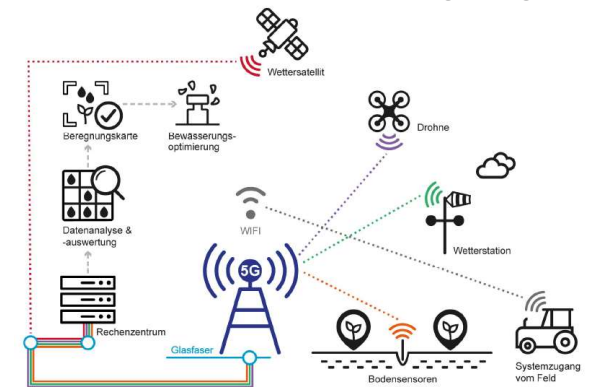 Wettersatellit
Beregnungskarte
Bewässerungs-
optimierung
Drohne
Datenanalyse &
-auswertung
WIFI
Wetterstation
5G
Rechenzentrum
Glasfaser
Bodensensoren
Systemzugang
vom Feld